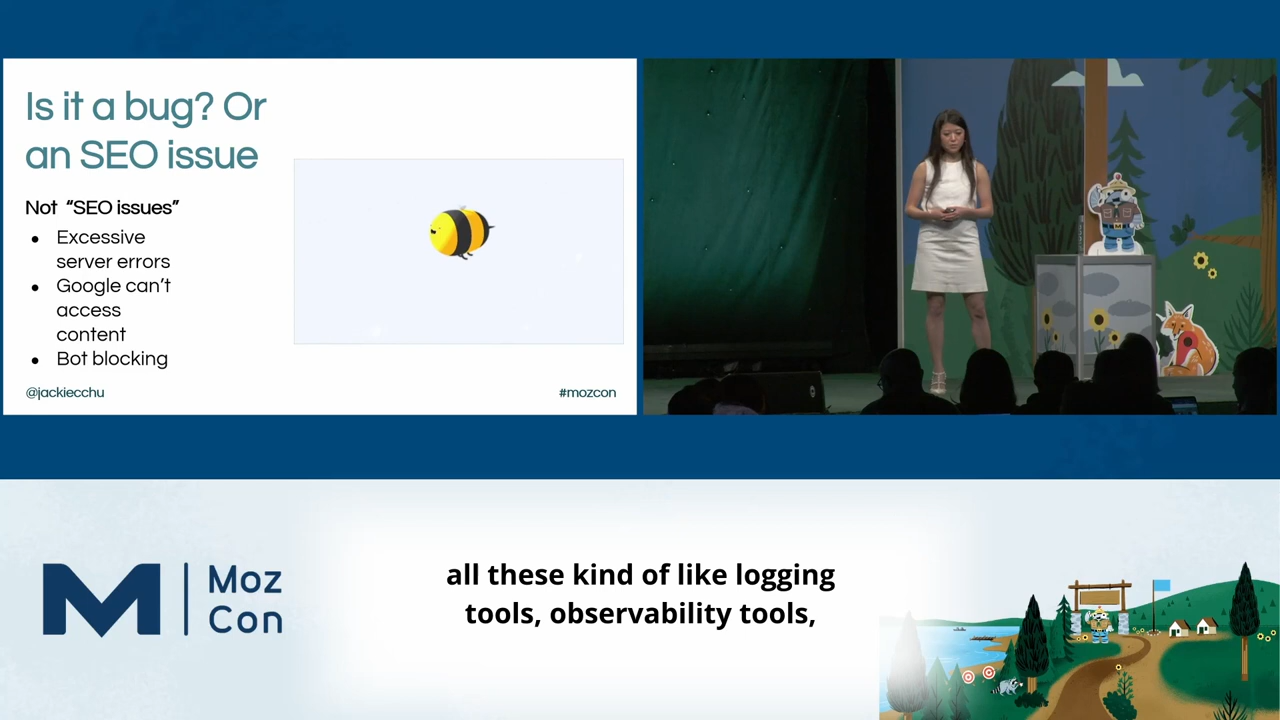 Is it a bug? Or
an SEO issue
Not “SEO issues”
● Excessive
server errors
● Google can’t
access
content
● Bot blocking
@jackiecchu
#mozcon
M | Moz
Con
all these kind of like logging
tools, observability tools,